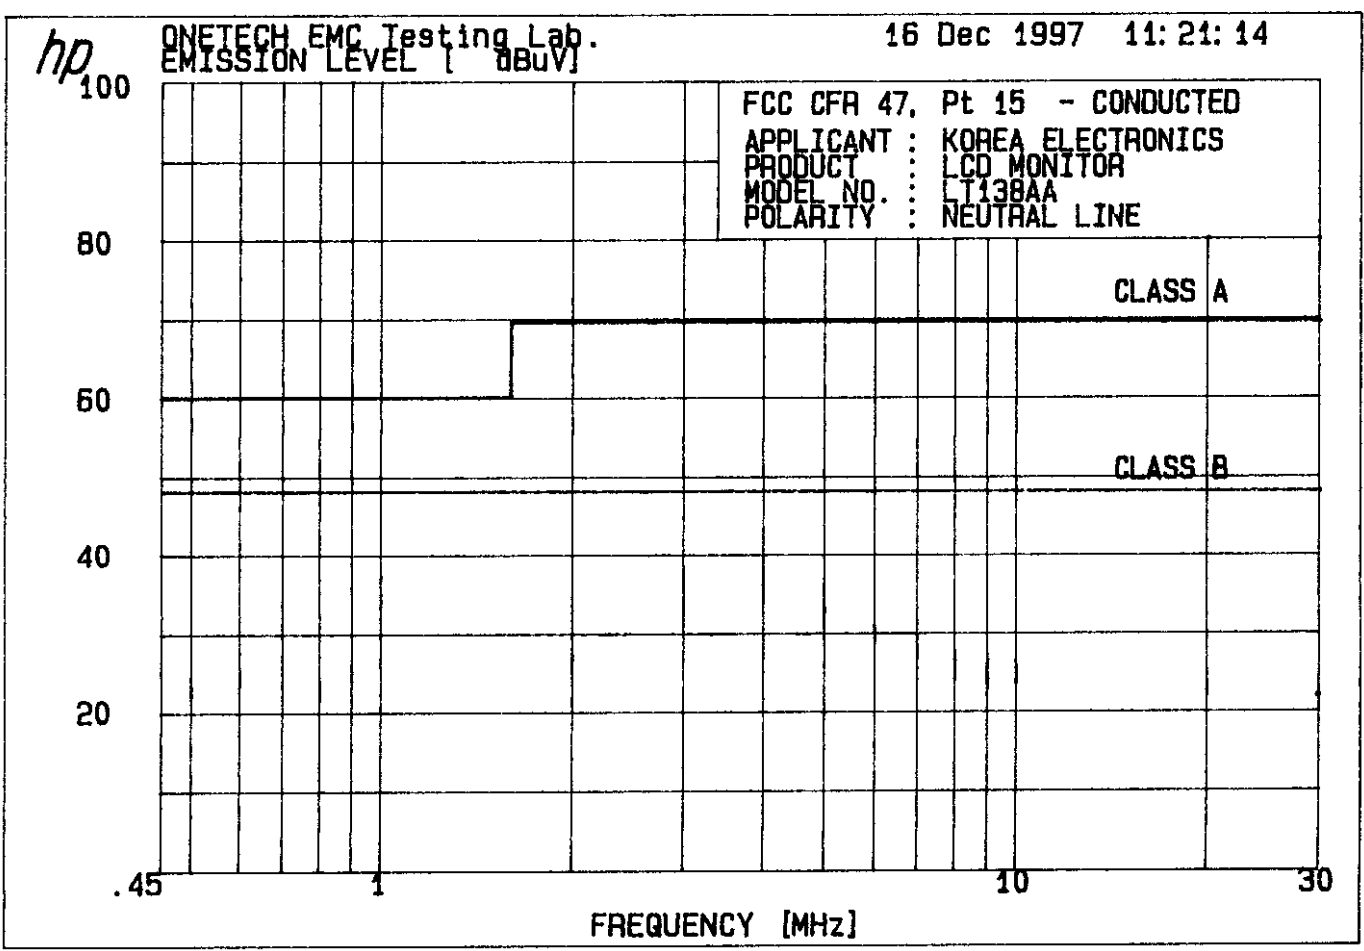 hp
ONETECH EMC Testing Lab. 16 Dec 1997 11:21:14
EMISSION LEVEL [ dBuV]
100
FCC CFR 47, Pt 15 - CONDUCTED
APPLICANT : KOREA ELECTRONICS
PRODUCT : LCD MONITOR
MODEL NO. : LT138AA
POLARITY : NEUTRAL LINE
80
CLASS A
60
CLASS B
40
20
.45 1 10 30
FREQUENCY [MHz]